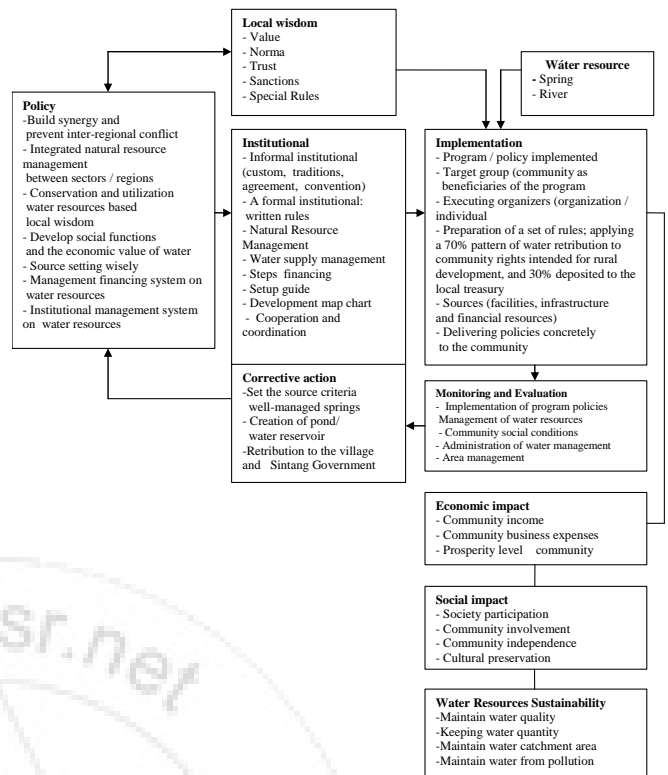 Local wisdom
- Value
- Norma
- Trust
- Sanctions
- Special Rules
Wáter resource
- Spring
- River
Policy
-Build synergy and
prevent inter-regional conflict
- Integrated natural resource
management
between sectors / regions
- Conservation and utilization
water resources based
local wisdom
- Develop social functions
and the economic value of water
- Source setting wisely
- Management financing system on
water resources
- Institutional management system
on water resources
Institutional
- Informal institutional
(custom, traditions,
agreement, convention)
- A formal institutional:
written rules
- Natural Resource
Management
- Water supply management
- Steps financing
- Setup guide
- Development map chart
- Cooperation and
coordination
Implementation
- Program / policy implemented
- Target group (community as
beneficiaries of the program
- Executing organizers (organization /
individual
- Preparation of a set of rules; applying
a 70% pattern of water retribution to
community rights intended for rural
development, and 30% deposited to the
local treasury
- Sources (facilities, infrastructure
and financial resources)
- Delivering policies concretely
to the community
Corrective action
-Set the source criteria
well-managed springs
- Creation of pond/
water reservoir
-Retribution to the village
and Sintang Government
Monitoring and Evaluation
- Implementation of program policies
Management of water resources
- Community social conditions
- Administration of water management
- Area management
Economic impact
- Community income
- Community business expenses
- Prosperity level community
Social impact
- Society participation
- Community involvement
- Community independence
- Cultural preservation
Water Resources Sustainability
-Maintain water quality
-Keeping water quantity
-Maintain water catchment area
-Maintain water from pollution
sr.net